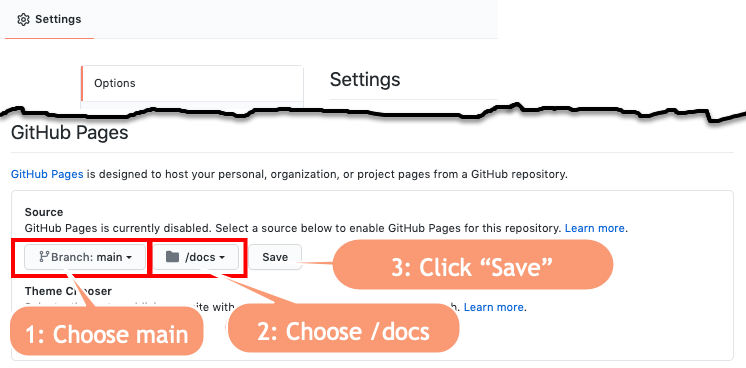 Settings
Options
Settings
GitHub Pages
GitHub Pages is designed to host your personal, organization, or project pages from a GitHub repository.
Source
GitHub Pages is currently disabled. Select a source below to enable GitHub Pages for this repository. Learn more.
Branch: main
/docs
Save
3: Click “Save”
Theme Chooser
site with
Learn more.
1: Choose main
2: Choose /docs